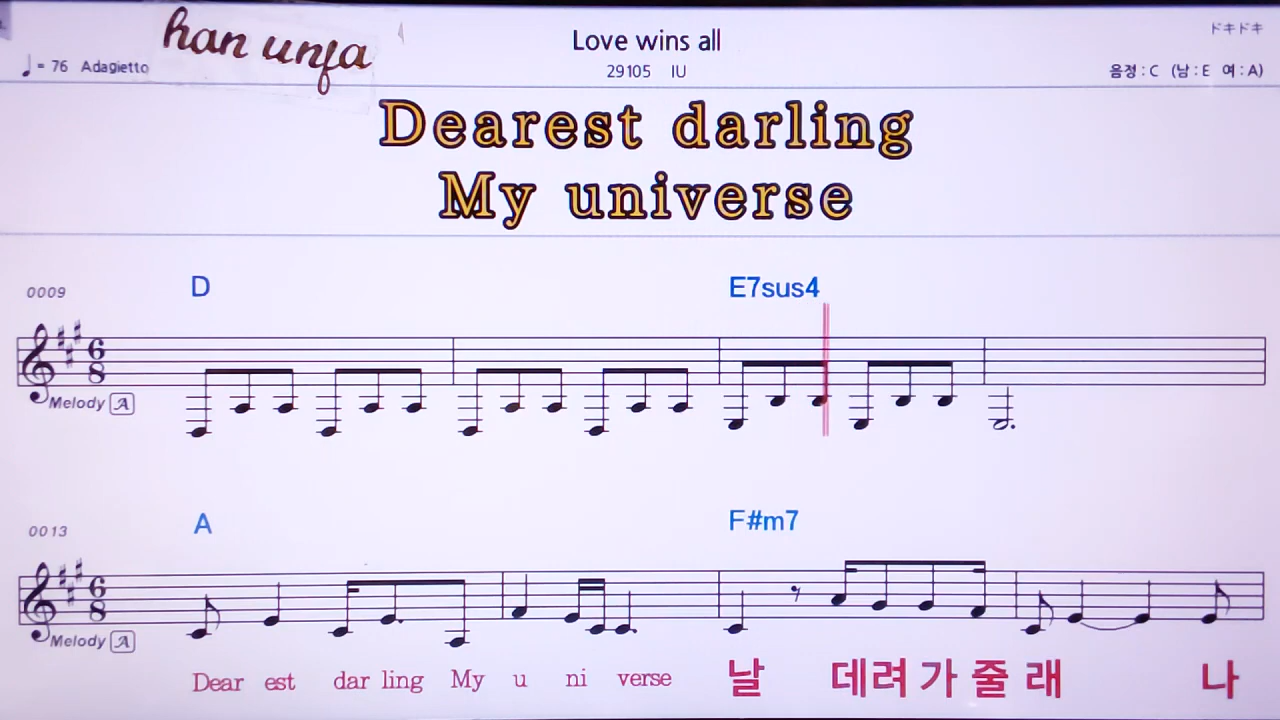 han unfa
Love wins all
ドキドキ
♩= 76 Adagietto
29105 IU
음정 : C (남 : E 여 : A)
Dearest darling
My universe
0009
D
E7sus4
6
8
Melody A
0013
A
F#m7
6
8
Melody A
Dear est dar ling My u ni verse 날 데려 가 줄 래 나